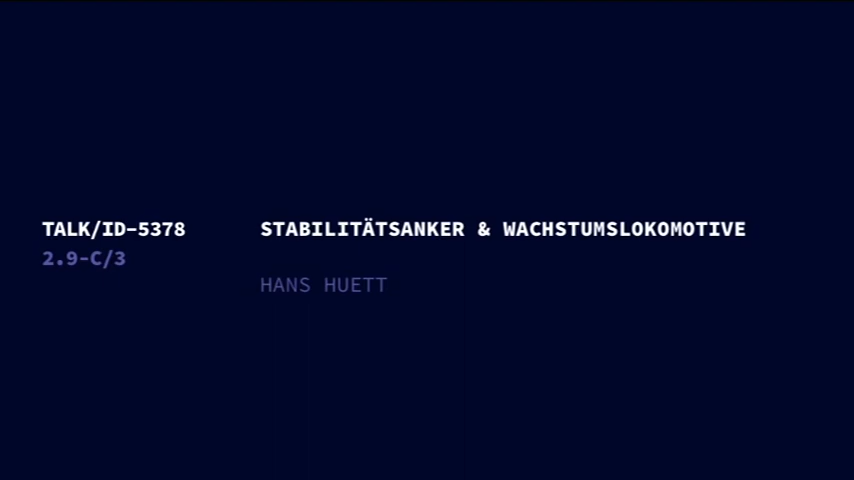 TALK/ID-5378
2.9-C/3
STABILITÄTSANKER & WACHSTUMSLOKOMOTIVE
HANS HUETT